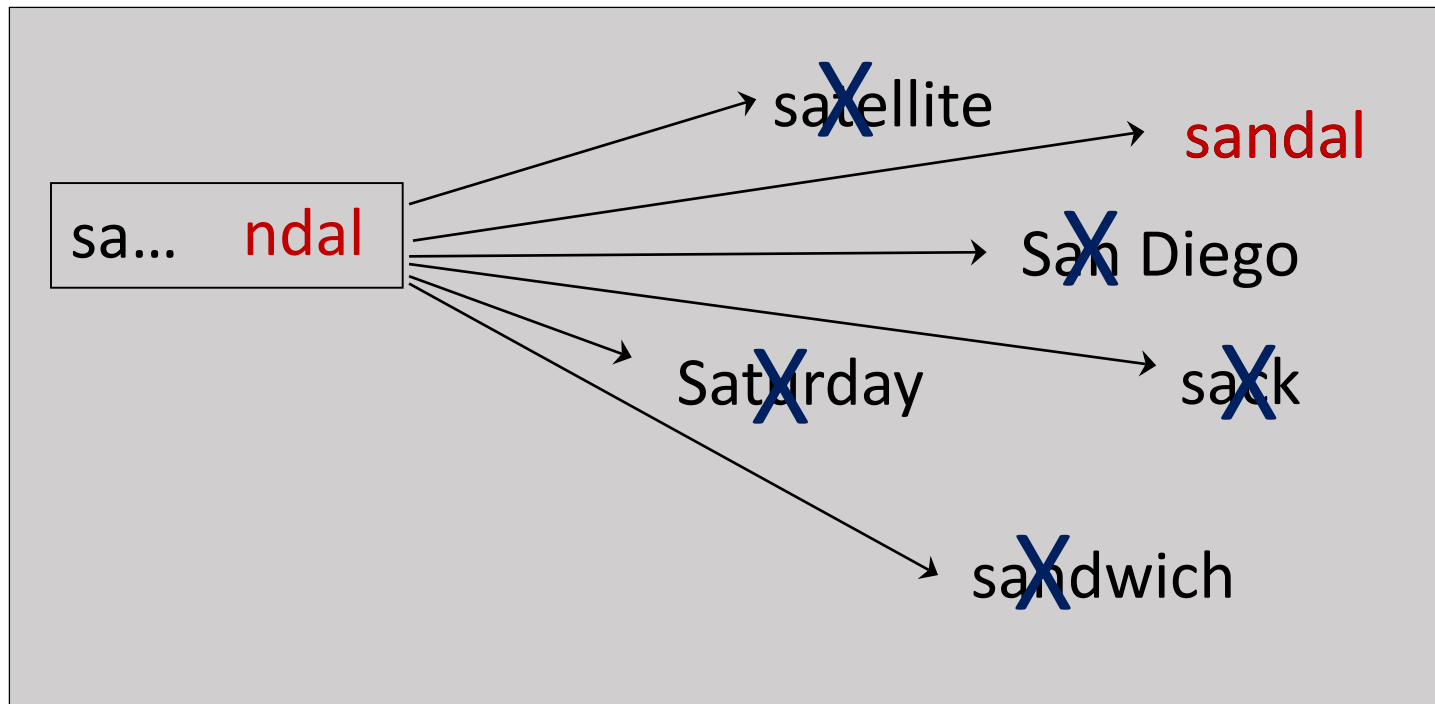 satellite
sandal
sa... ndal
San Diego
Saturday
sack
sandwich